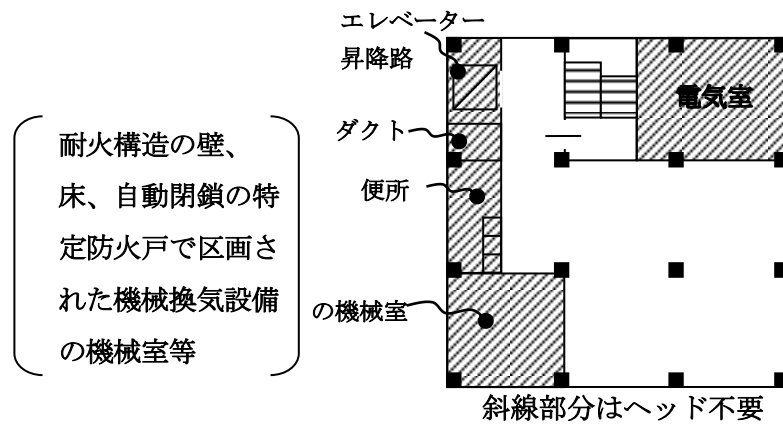 エレベーター
昇降路
電気室
ダクト
便所
耐火構造の壁、
床、自動閉鎖の特
定防火戸で区画さ
れた機械換気設備
の機械室等
の機械室
斜線部分はヘッド不要